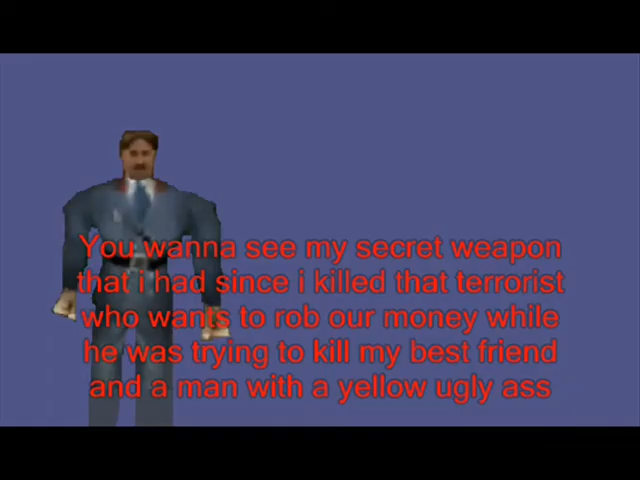 You wanna see my secret weapon
that i had since i killed that terrorist
who wants to rob our money while
he was trying to kill my best friend
and a man with a yellow ugly ass